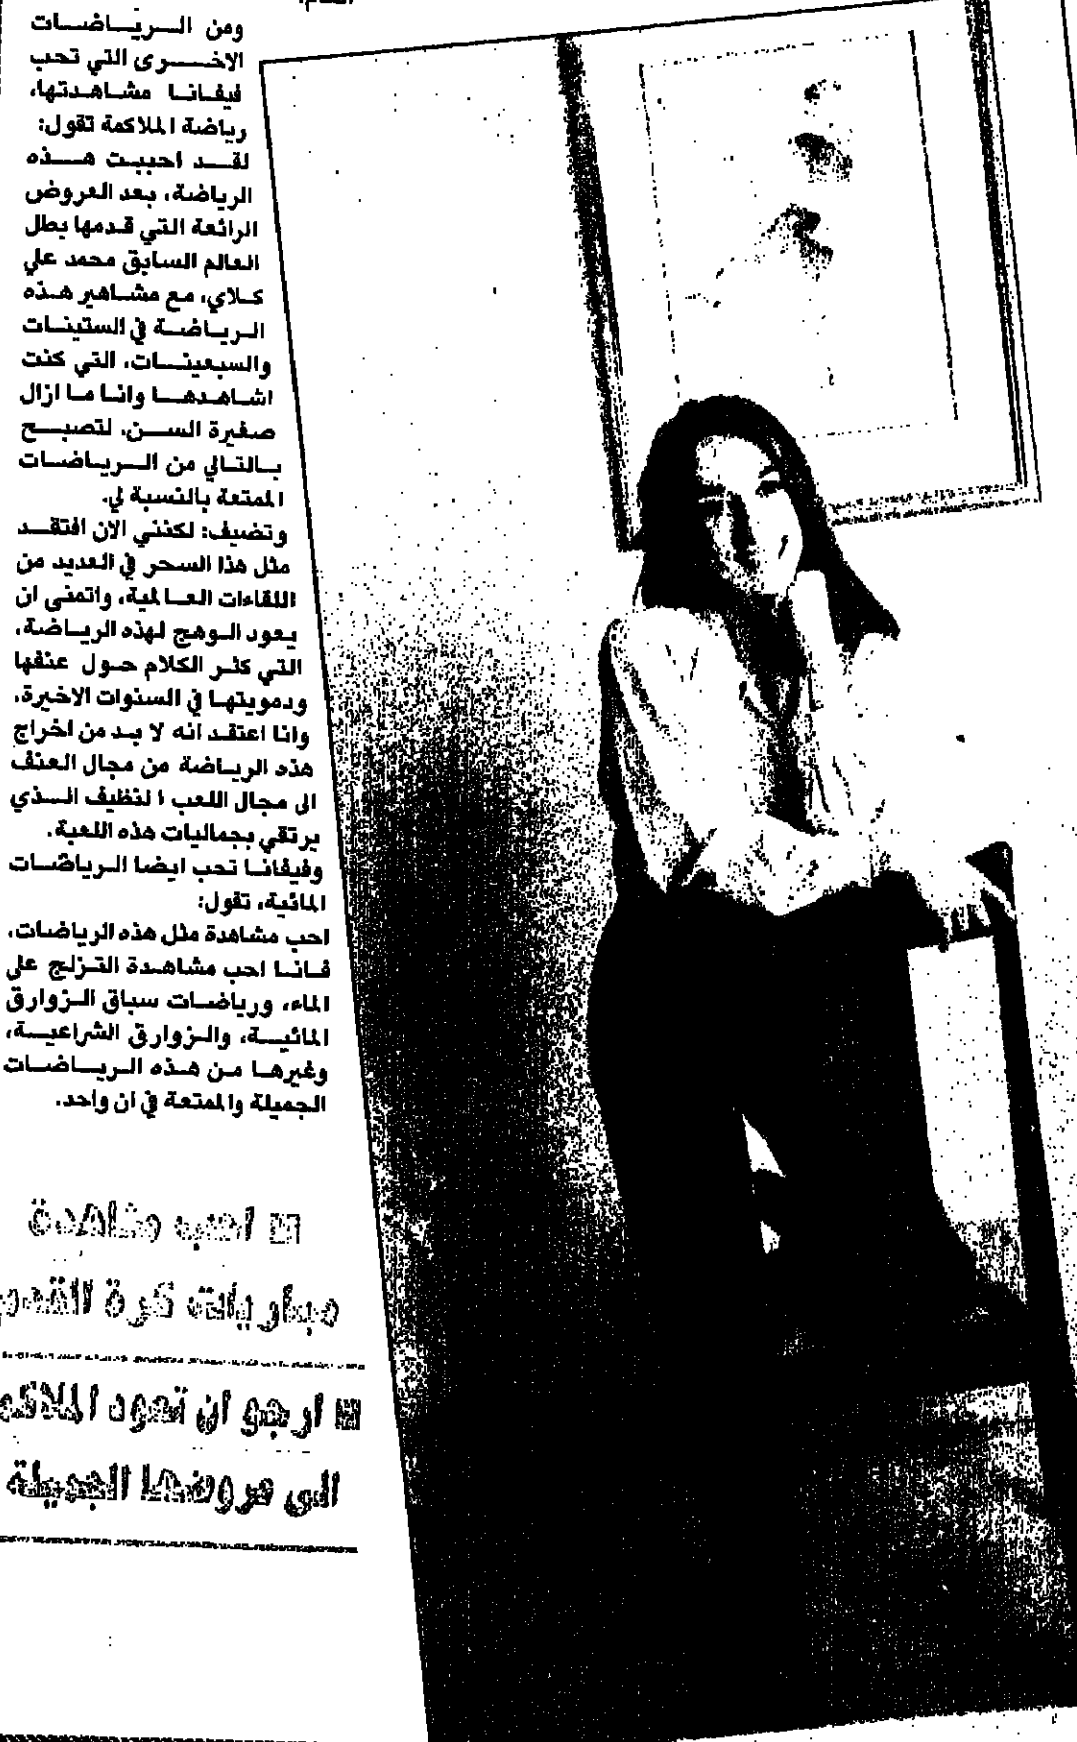 ومن الرياضات
الاخرى التي تحب
فيفانا مشاهدتها،
رياضة الملاكمة تقول:
لقد احببت هذه
الرياضة، بعد العروض
الرائعة التي قدمها بطل
العالم السابق محمد علي
كلاي، مع مشاهير هذه
الرياضة في الستينات
والسبعينات، التي كنت
اشاهدها وانا ما ازال
صغيرة السن، لتصبح
بالتالي من الرياضات
الممتعة بالنسبة لي.
وتضيف: لكنني الان افتقد
مثل هذا السحر في العديد من
اللقاءات العالمية، واتمنى ان
يعود الوهج لهذه الرياضة،
التي كثر الكلام حول عنفها
ودمويتها في السنوات الاخيرة،
وانا اعتقد انه لا بد من اخراج
هذه الرياضة من مجال العنف
الى مجال اللعب النظيف الذي
يرتقي بجماليات هذه اللعبة.
وفيفانا تحب ايضا الرياضات
المائية، تقول:
احب مشاهدة مثل هذه الرياضات،
فانا احب مشاهدة التزلج على
الماء، ورياضات سباق الزوارق
المائية، والزوارق الشراعية،
وغيرها من هذه الرياضات
الجميلة والممتعة في ان واحد.
احب مشاهدة
مباريات كرة القدم
ارجو ان تعود
الى عروضها الجميلة